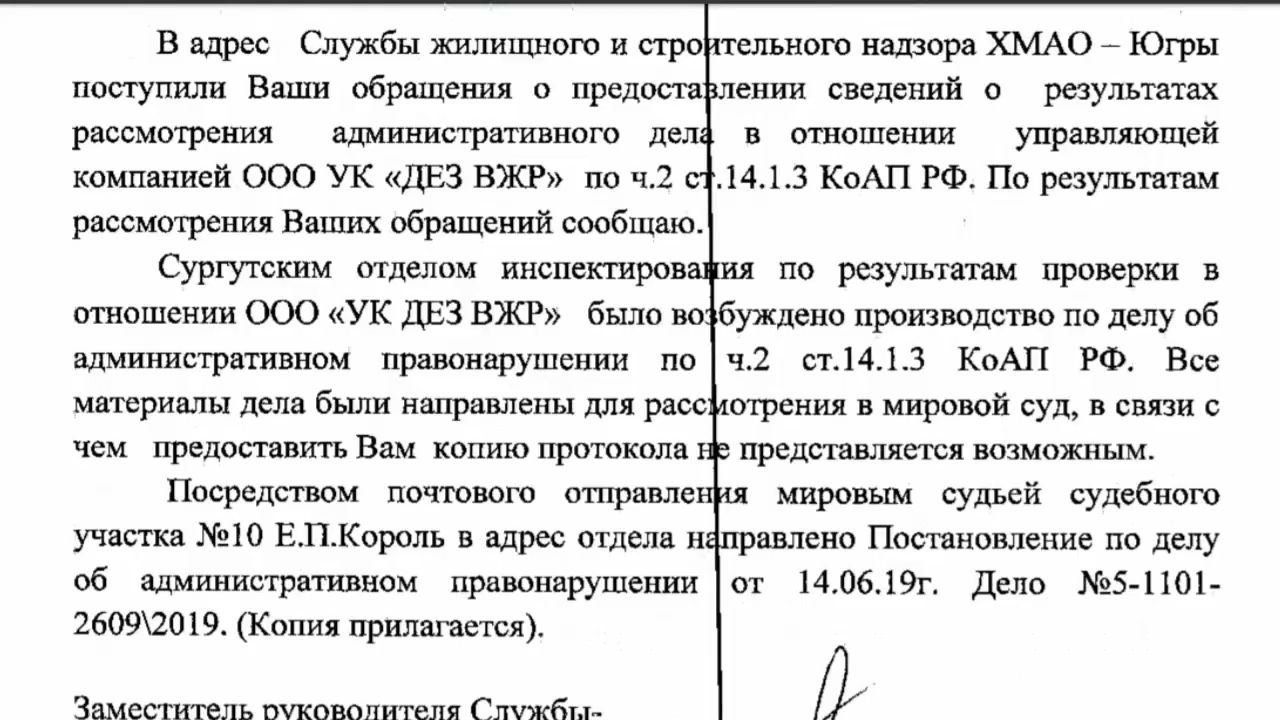 В адрес Службы жилищного и строительного надзора ХМАО – Югры
поступили Ваши обращения о предоставлении сведений о результатах
рассмотрения административного дела в отношении управляющей
компанией ООО УК «ДЕЗ ВЖР» по ч.2 ст.14.1.3 КоАП РФ. По результатам
рассмотрения Ваших обращений сообщаю.
Сургутским отделом инспектирования по результатам проверки в
отношении ООО «УК ДЕЗ ВЖР» было возбуждено производство по делу об
административном правонарушении по ч.2 ст.14.1.3 КоАП РФ. Все
материалы дела были направлены для рассмотрения в мировой суд, в связи с
чем предоставить Вам копию протокола не представляется возможным.
Посредством почтового отправления мировым судьей судебного
участка №10 Е.П.Король в адрес отдела направлено Постановление по делу
об административном правонарушении от 14.06.19г. Дело №5-1101-
2609\2019. (Копия прилагается).
Заместитель руководителя Службы-